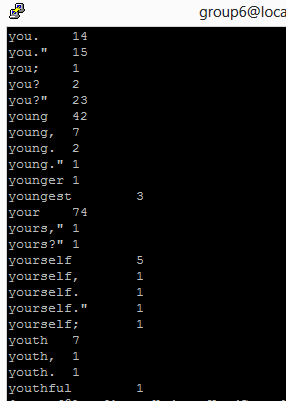 group6@loca
you. 14
you." 15
you; 1
you? 2
you?" 23
young 42
young, 7
young. 2
young." 1
younger 1
youngest 3
your 74
yours," 1
yours?" 1
yourself 5
yourself, 1
yourself. 1
yourself." 1
yourself; 1
youth 7
youth, 1
youth. 1
youthful 1